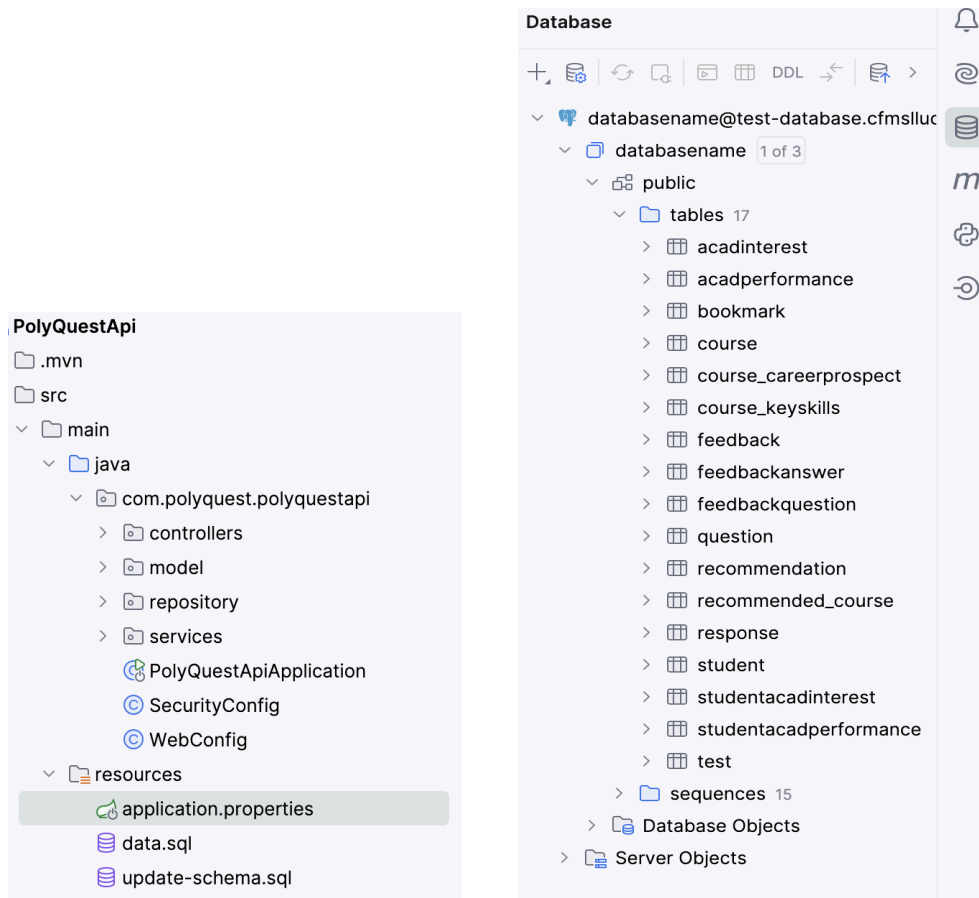 PolyQuestApi
.mvn
src
main
java
com.polyquest.polyquestapi
controllers
model
repository
services
PolyQuestApiApplication
SecurityConfig
WebConfig
resources
application.properties
data.sql
update-schema.sql
Database
DDL
databasename@test-database.cfmslluc
databasename 1 of 3
public
tables 17
acadinterest
acadperformance
bookmark
course
course_careerprospect
course_keyskills
feedback
feedbackanswer
feedbackquestion
question
recommendation
recommended_course
response
student
studentacadinterest
studentacadperformance
test
sequences 15
Database Objects
Server Objects
m